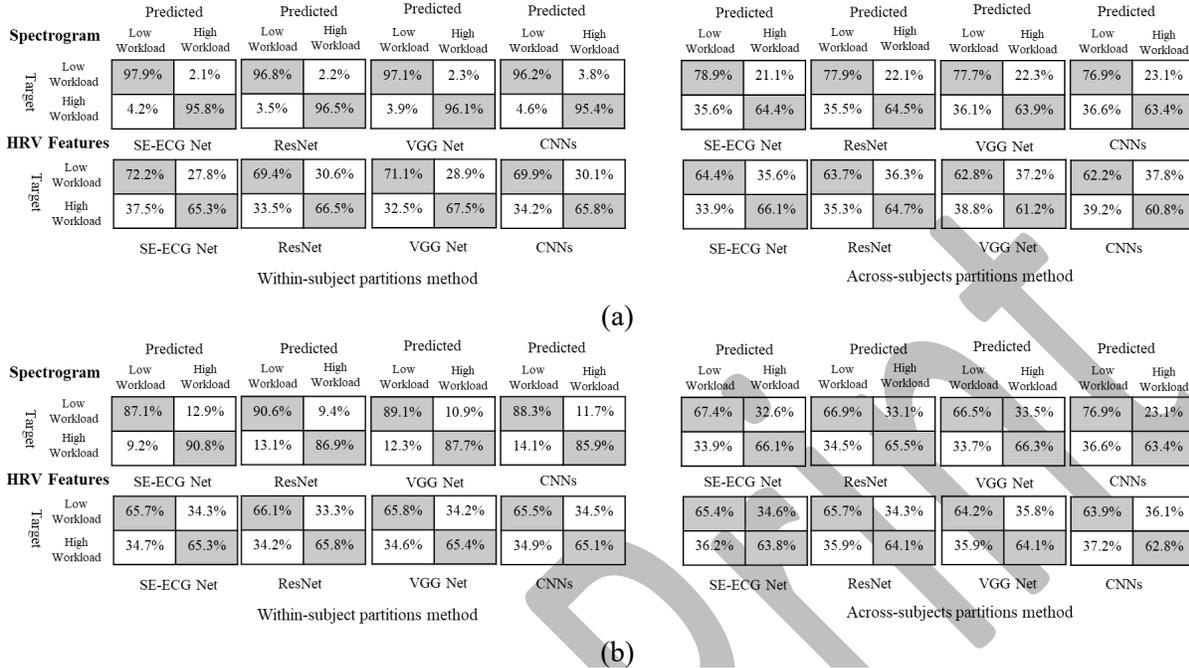 Predicted Predicted Predicted Predicted Predicted Predicted Predicted Predicted
Spectrogram Low High Low High Low High Low High Low High Low High Low High Low High
Workload Workload Workload Workload Workload Workload Workload Workload Workload Workload Workload Workload Workload Workload Workload Workload
Target
Low Workload 97.9% 2.1% 96.8% 2.2% 97.1% 2.3% 96.2% 3.8% 78.9% 21.1% 77.9% 22.1% 77.7% 22.3% 76.9% 23.1%
High Workload 4.2% 95.8% 3.5% 96.5% 3.9% 96.1% 4.6% 95.4% 35.6% 64.4% 35.5% 64.5% 36.1% 63.9% 36.6% 63.4%
HRV Features SE-ECG Net ResNet VGG Net CNNs SE-ECG Net ResNet VGG Net CNNs
Target
Low Workload 72.2% 27.8% 69.4% 30.6% 71.1% 28.9% 69.9% 30.1% 64.4% 35.6% 63.7% 36.3% 62.8% 37.2% 62.2% 37.8%
High Workload 37.5% 65.3% 33.5% 66.5% 32.5% 67.5% 34.2% 65.8% 33.9% 66.1% 35.3% 64.7% 38.8% 61.2% 39.2% 60.8%
SE-ECG Net ResNet VGG Net CNNs SE-ECG Net ResNet VGG Net CNNs
Within-subject partitions method Across-subjects partitions method
(a)
Predicted Predicted Predicted Predicted Predicted Predicted Predicted Predicted
Spectrogram Low High Low High Low High Low High Low High Low High Low High Low High
Workload Workload Workload Workload Workload Workload Workload Workload Workload Workload Workload Workload Workload Workload Workload Workload
Target
Low Workload 87.1% 12.9% 90.6% 9.4% 89.1% 10.9% 88.3% 11.7% 67.4% 32.6% 66.9% 33.1% 66.5% 33.5% 76.9% 23.1%
High Workload 9.2% 90.8% 13.1% 86.9% 12.3% 87.7% 14.1% 85.9% 33.9% 66.1% 34.5% 65.5% 33.7% 66.3% 36.6% 63.4%
HRV Features SE-ECG Net ResNet VGG Net CNNs SE-ECG Net ResNet VGG Net CNNs
Target
Low Workload 65.7% 34.3% 66.1% 33.3% 65.8% 34.2% 65.5% 34.5% 65.4% 34.6% 65.7% 34.3% 64.2% 35.8% 63.9% 36.1%
High Workload 34.7% 65.3% 34.2% 65.8% 34.6% 65.4% 34.9% 65.1% 36.2% 63.8% 35.9% 64.1% 35.9% 64.1% 37.2% 62.8%
SE-ECG Net ResNet VGG Net CNNs SE-ECG Net ResNet VGG Net CNNs
Within-subject partitions method Across-subjects partitions method
(b)
Print